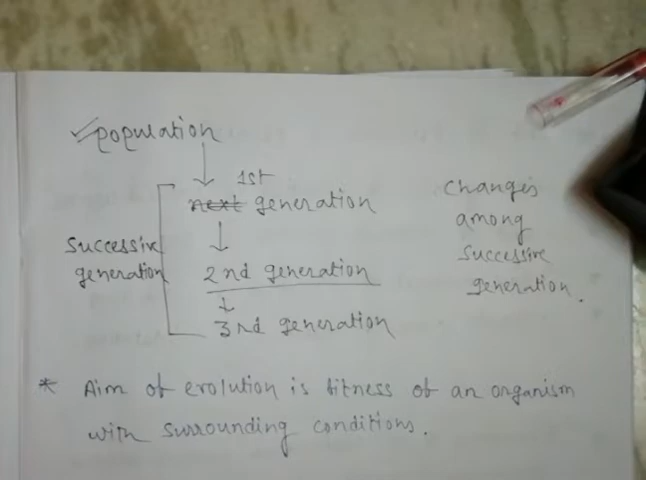 population
1st
next generation
Successive
generation
2nd generation
3rd generation
Changes
among
Successive
generation.
* Aim of evolution is fitness of an organism
with surrounding conditions.